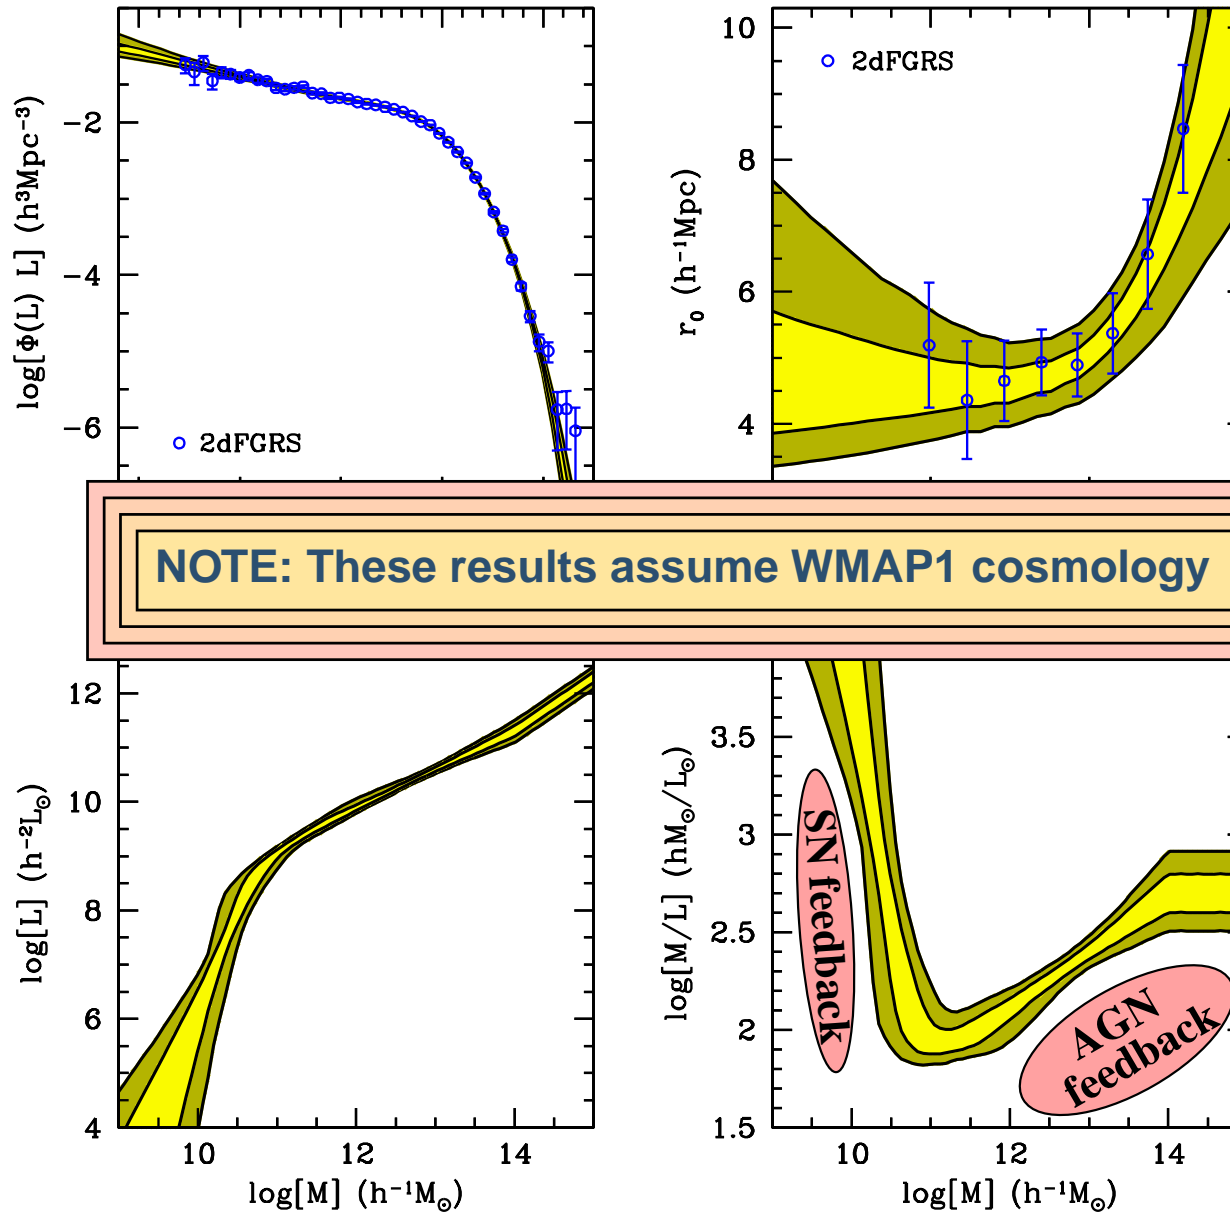 −2
−4
−6
log[Φ(L) L] (h³Mpc⁻³)
2dFGRS
10
8
6
4
r₀ (h⁻¹Mpc)
2dFGRS
NOTE: These results assume WMAP1 cosmology
12
10
8
6
4
log[L] (h⁻²L⊙)
10 12 14
log[M] (h⁻¹M⊙)
3.5
3
2.5
2
1.5
log[M/L] (hM⊙/L⊙)
SN feedback
AGN
feedback
10 12 14
log[M] (h⁻¹M⊙)